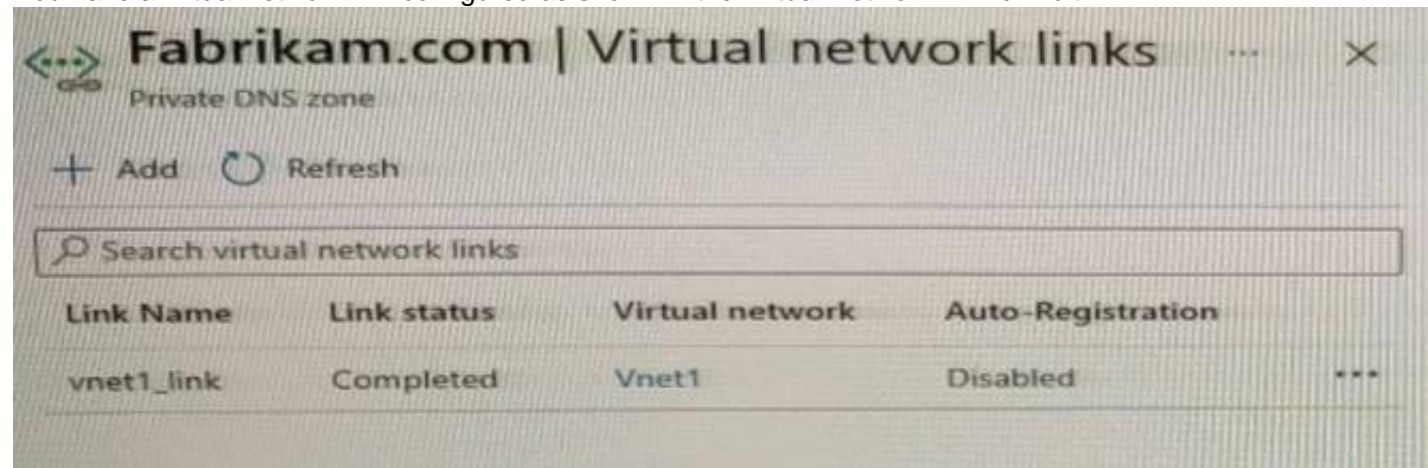 Fabrikam.com | Virtual network links ... ×
Private DNS zone
+ Add Refresh
Search virtual network links
Link Name Link status Virtual network Auto-Registration
vnet1_link Completed Vnet1 Disabled ...